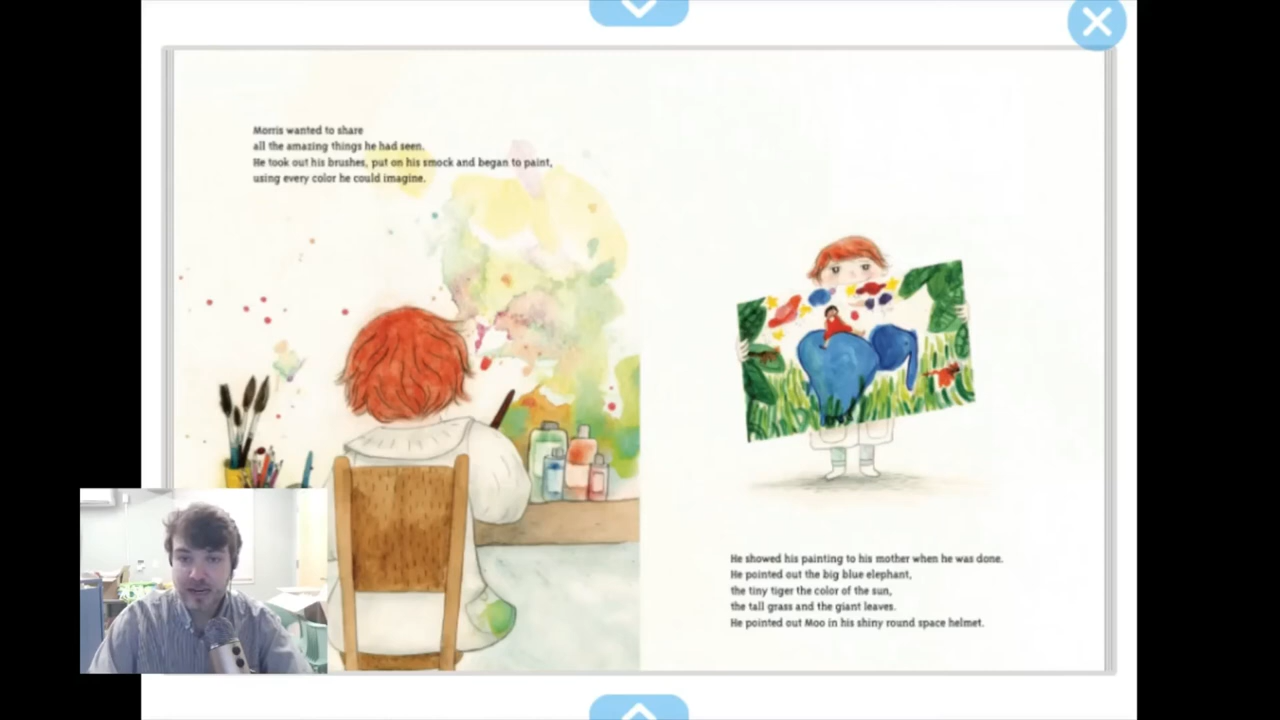 Morris wanted to share
all the amazing things he had seen.
He took out his brushes, put on his smock and began to paint,
using every color he could imagine.
He showed his painting to his mother when he was done.
He pointed out the big blue elephant,
the tiny tiger the color of the sun,
the tall grass and the giant leaves.
He pointed out Moo in his shiny round space helmet.